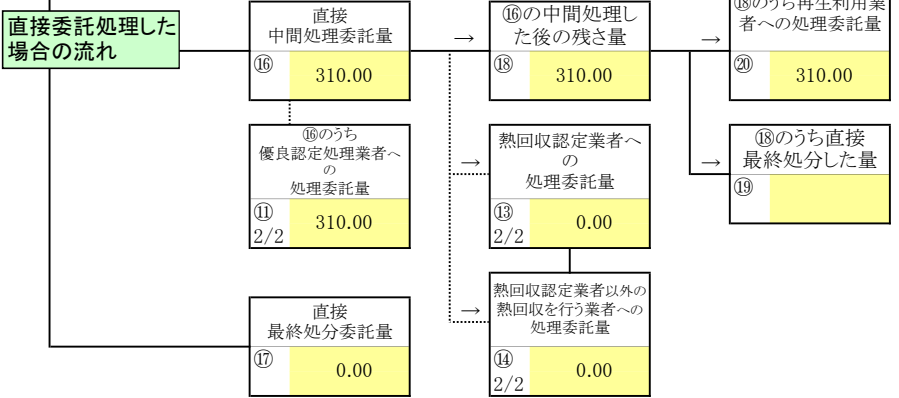 直接委託処理した
場合の流れ
直接
中間処理委託量
⑯
310.00
→
⑯の中間処理し
た後の残さ量
⑱
310.00
→
⑱のうち再生利用業
者への処理委託量
⑳
310.00
⑯のうち
優良認定処理業者へ
の
処理委託量
⑪
2/2
310.00
→
熱回収認定業者へ
の
処理委託量
⑬
2/2
0.00
→
⑱のうち直接
最終処分した量
⑲
直接
最終処分委託量
⑰
0.00
→
熱回収認定業者以外の
熱回収を行う業者への
処理委託量
⑭
2/2
0.00